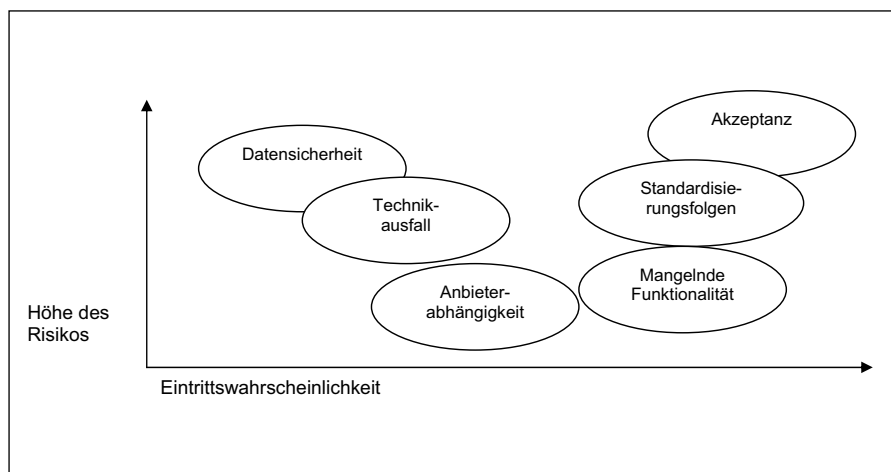 Akzeptanz
Datensicherheit
Standardisie-
rungsfolgen
Technik-
ausfall
Mangelnde
Funktionalität
Anbieter-
abhängigkeit
Höhe des
Risikos
Eintrittswahrscheinlichkeit